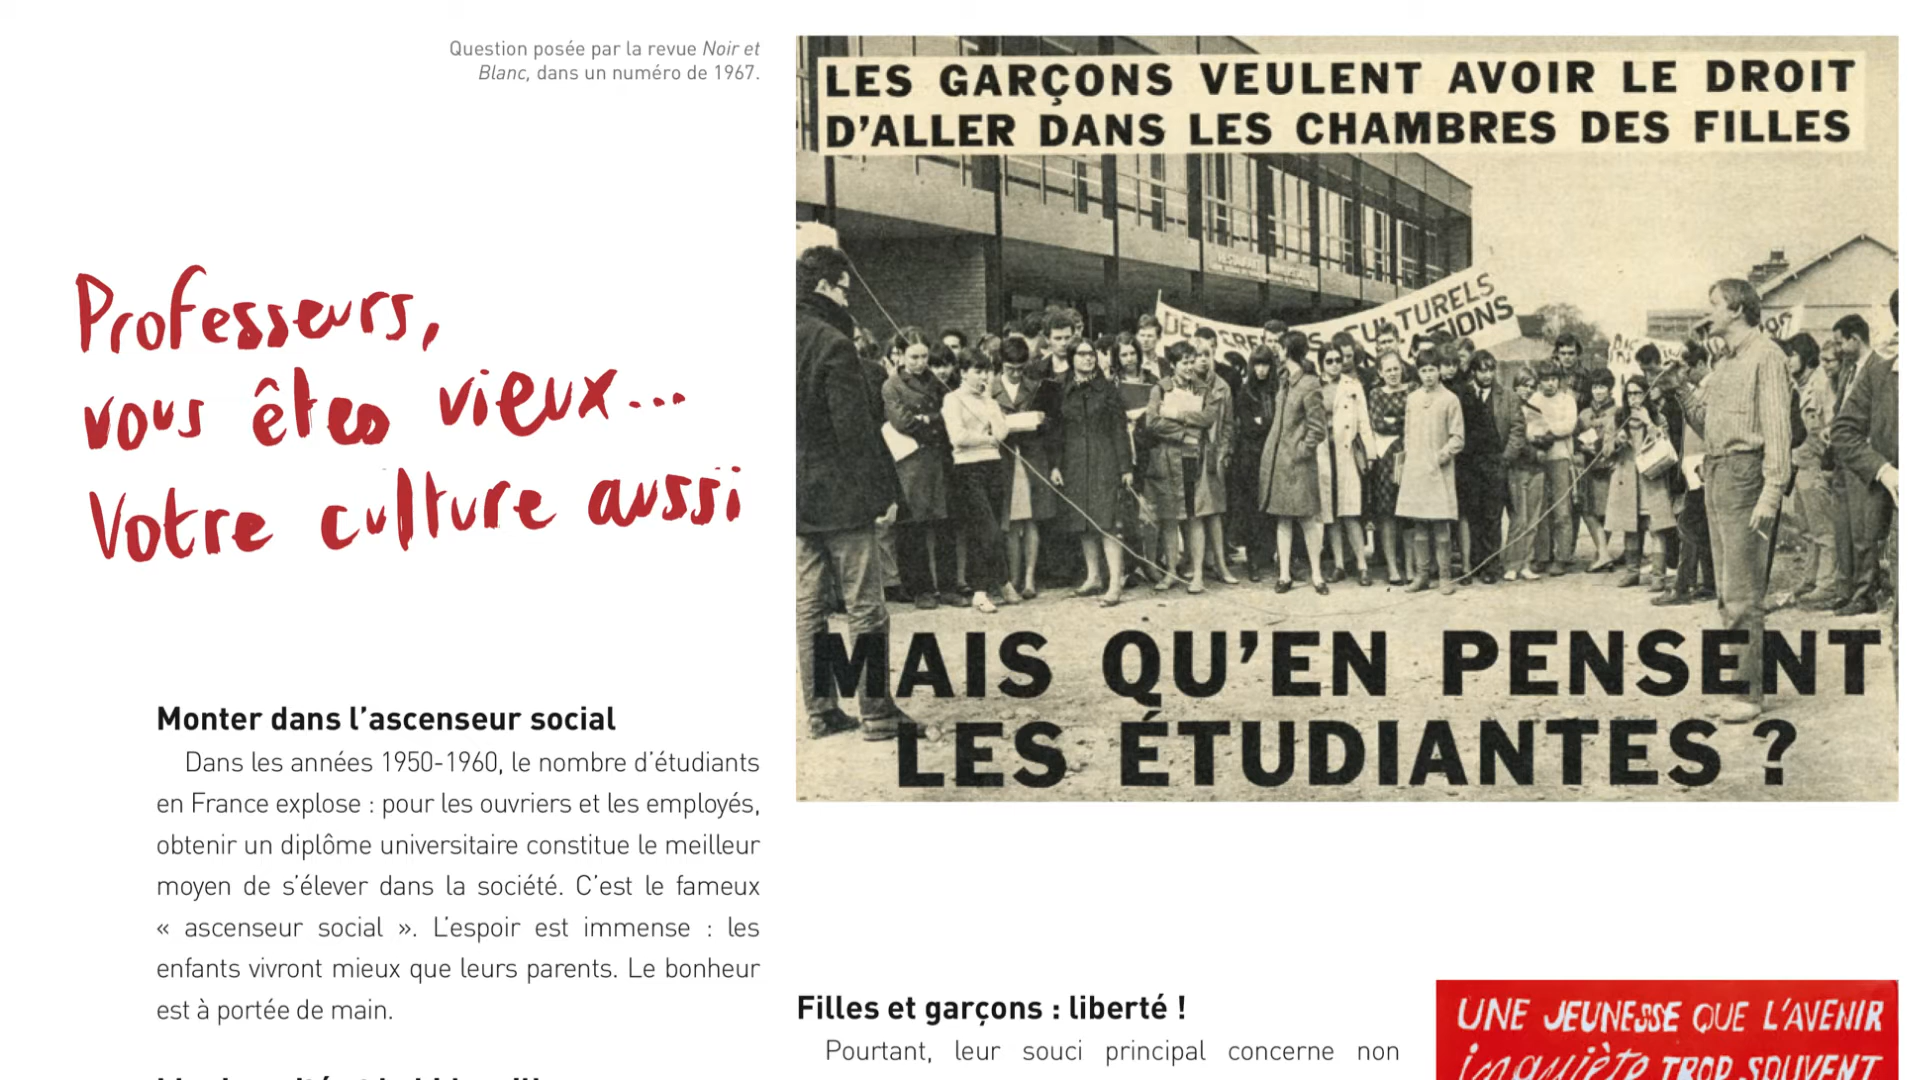 Question posée par la revue Noir et
Blanc, dans un numéro de 1967.
LES GARÇONS VEULENT AVOIR LE DROIT
D’ALLER DANS LES CHAMBRES DES FILLES
CULTURELS
MAIS QU’EN PENSENT
LES ÉTUDIANTES ?
Professeurs,
vous êtes vieux...
Votre culture aussi
Monter dans l’ascenseur social
Dans les années 1950-1960, le nombre d’étudiants
en France explose : pour les ouvriers et les employés,
obtenir un diplôme universitaire constitue le meilleur
moyen de s’élever dans la société. C’est le fameux
« ascenseur social ». L’espoir est immense : les
enfants vivront mieux que leurs parents. Le bonheur
est à portée de main.
Filles et garçons : liberté !
Pourtant, leur souci principal concerne non
UNE JEUNESSE QUE L’AVENIR
inquiète TROP SOUVENT